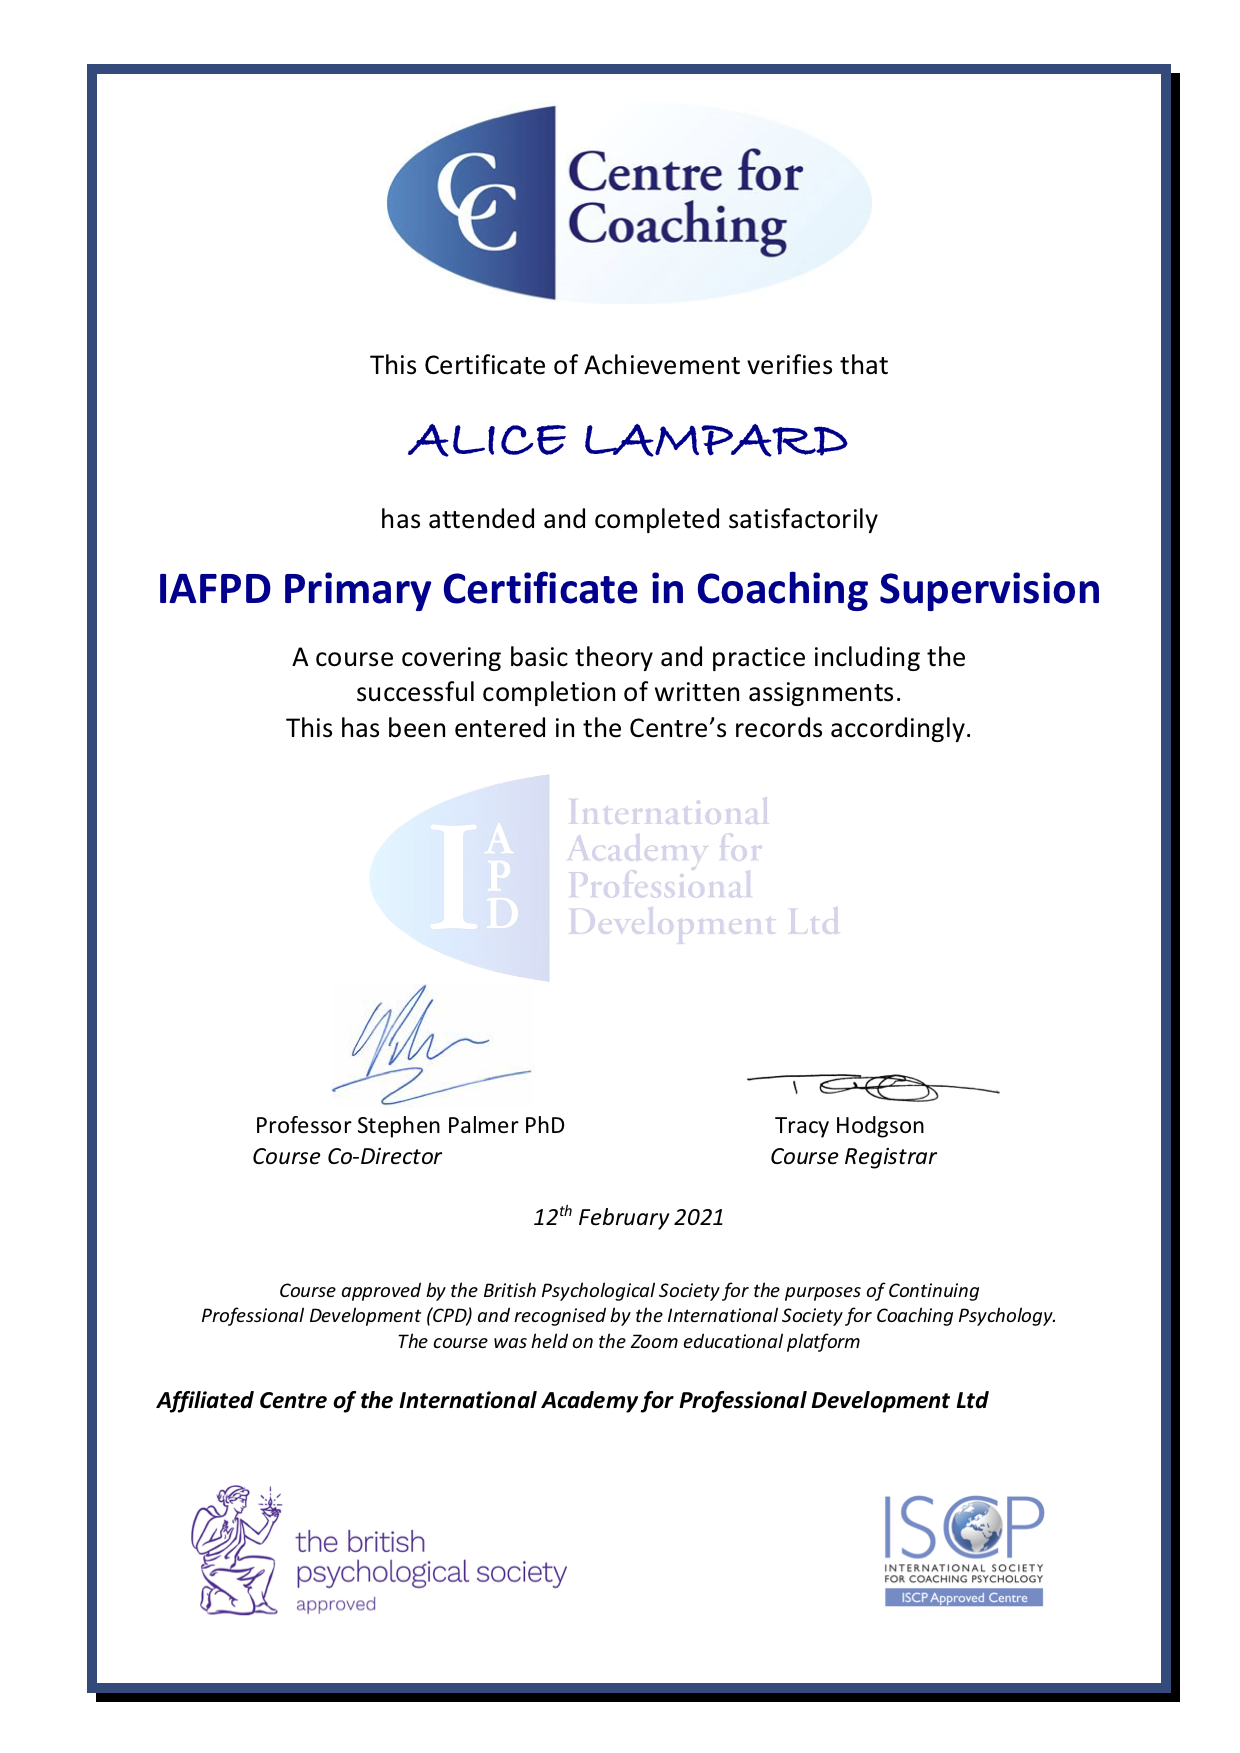 CC Centre for
Coaching
This Certificate of Achievement verifies that
ALICE LAMPARD
has attended and completed satisfactorily
IAFPD Primary Certificate in Coaching Supervision
A course covering basic theory and practice including the
successful completion of written assignments.
This has been entered in the Centre’s records accordingly.
IAPD
International
Academy for
Professional
Development Ltd
Professor Stephen Palmer PhD
Course Co-Director
Tracy Hodgson
Course Registrar
12th February 2021
Course approved by the British Psychological Society for the purposes of Continuing
Professional Development (CPD) and recognised by the International Society for Coaching Psychology.
The course was held on the Zoom educational platform
Affiliated Centre of the International Academy for Professional Development Ltd
the british
psychological society
approved
ISCP
INTERNATIONAL SOCIETY
FOR COACHING PSYCHOLOGY
ISCP Approved Centre